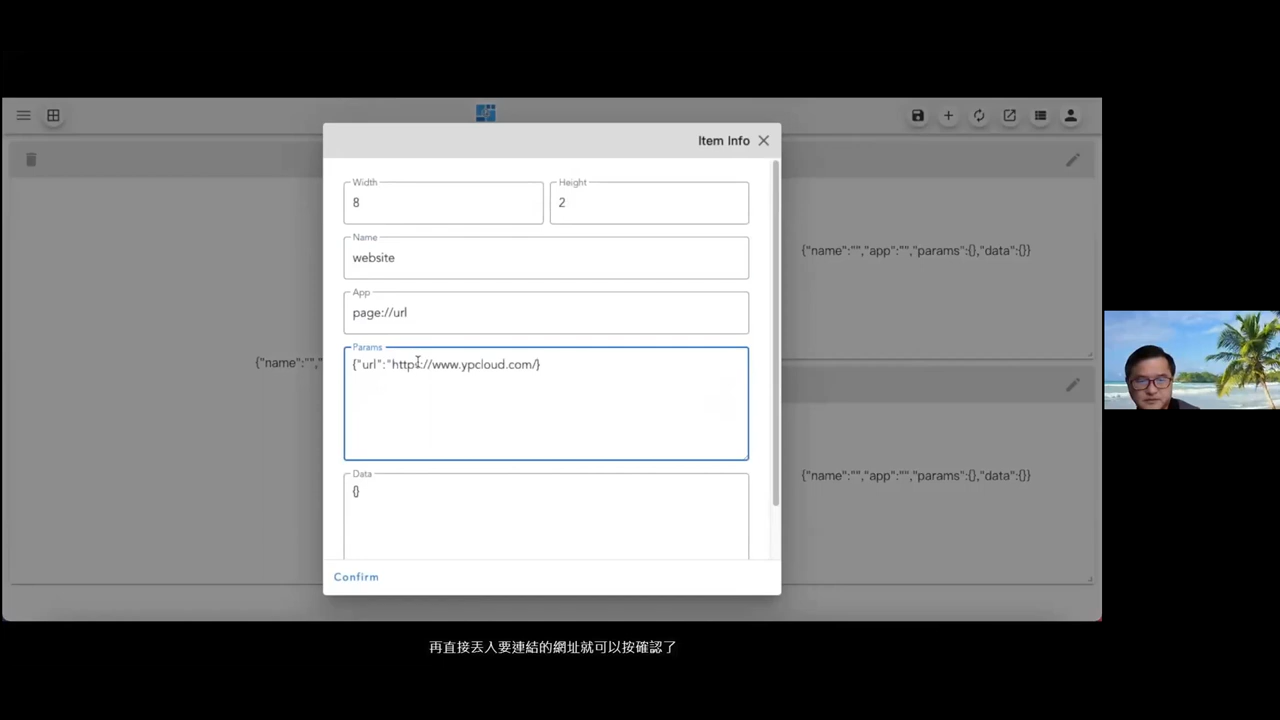 Item Info
Width
8
Height
2
Name
website
App
page://url
Params
{"url":"https://www.ypcloud.com/}
Data
{}
Confirm
{"name":"","
{"name":"","app":"","params":{},"data":{}}
{"name":"","app":"","params":{},"data":{}}
再直接丟入要連結的網址就可以按確認了